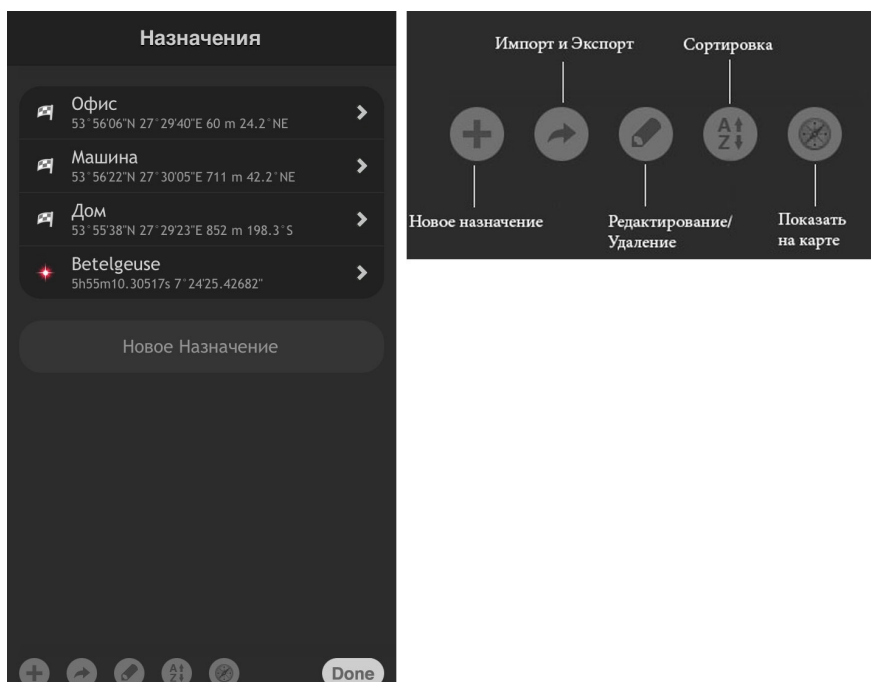 Назначения
Офис
53°56'06"N 27°29'40"E 60 m 24.2°NE
Машина
53°56'22"N 27°30'05"E 711 m 42.2°NE
Дом
53°55'38"N 27°29'23"E 852 m 198.3°S
Betelgeuse
5h55m10.30517s 7°24'25.42682"
Новое Назначение
A
Z
Done
Импорт и Экспорт
Сортировка
A
Z
Новое назначение
Редактирование/
Удаление
Показать
на карте